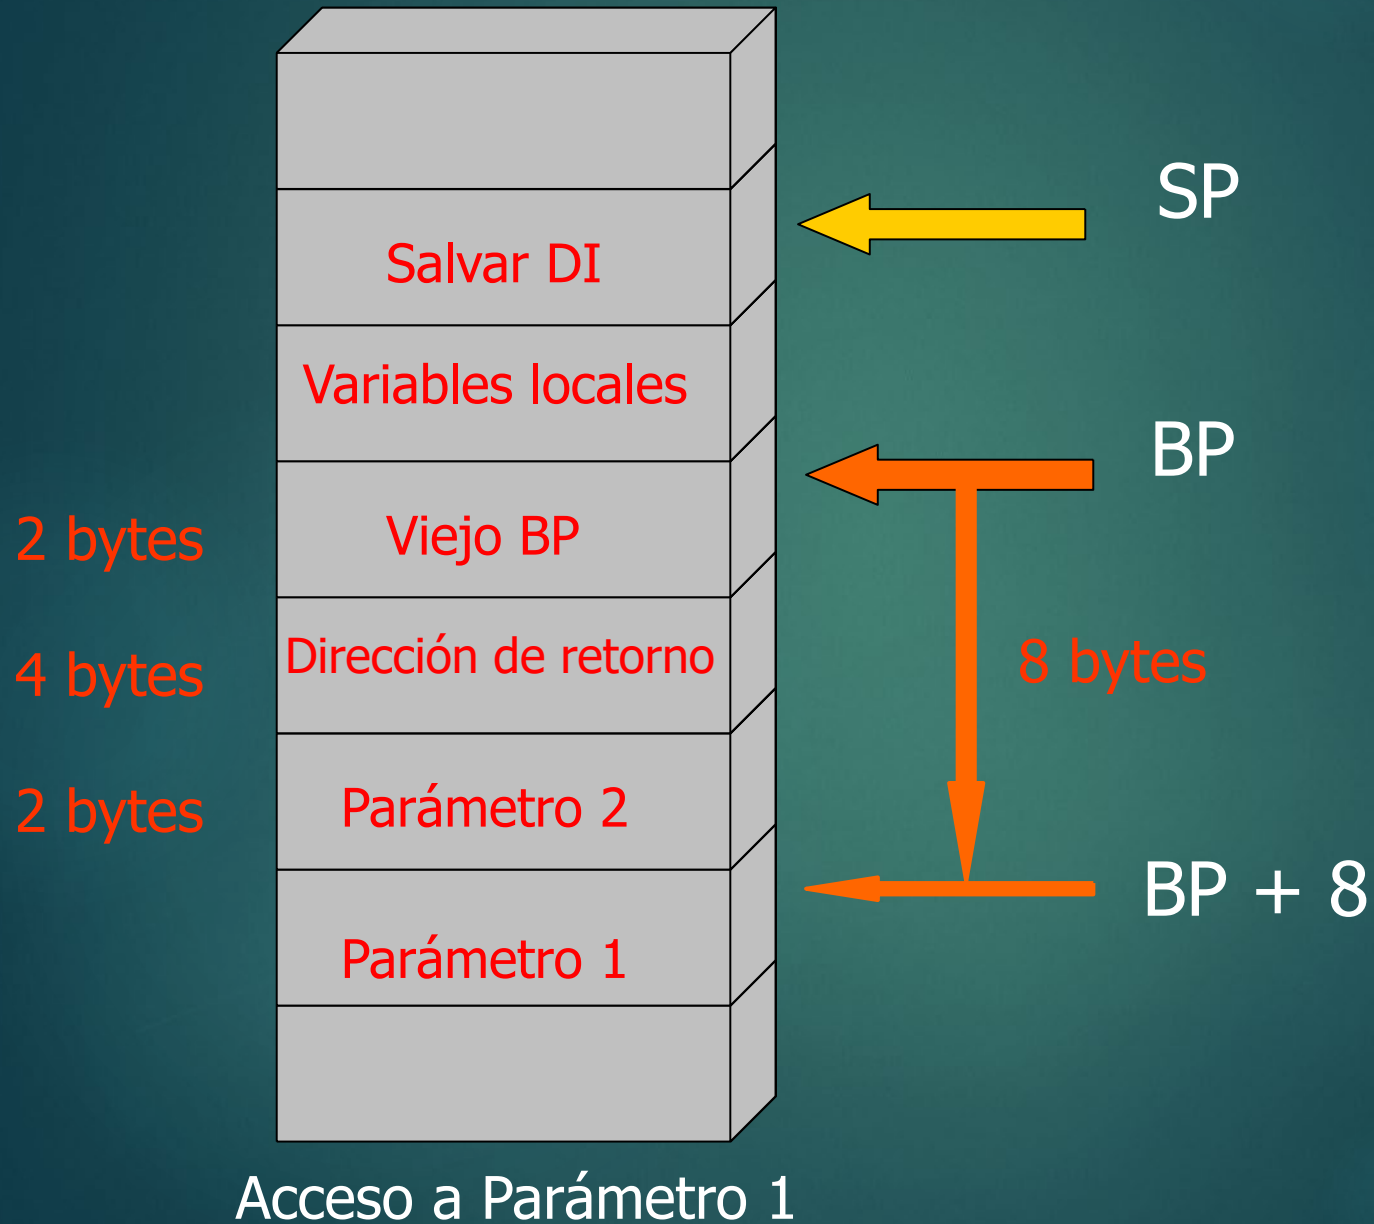 SP
Salvar DI
Variables locales
BP
2 bytes
Viejo BP
4 bytes
Dirección de retorno
8 bytes
2 bytes
Parámetro 2
BP + 8
Parámetro 1
Acceso a Parámetro 1